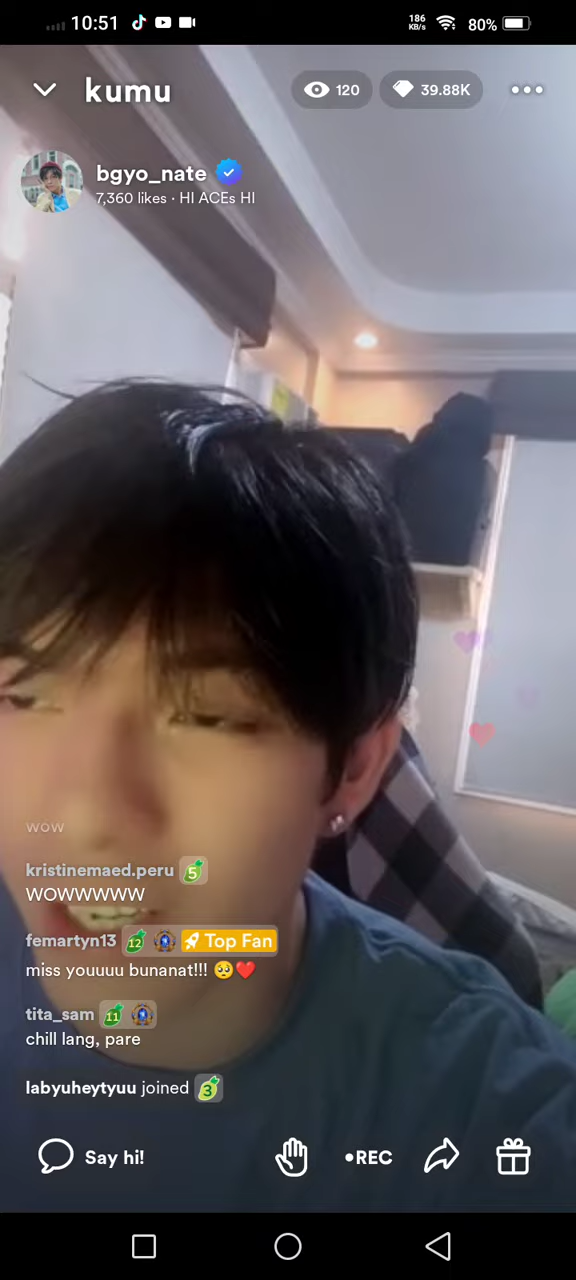 10:51
186
KB/s
80%
kumu
120
39.88K
bgyo_nate
7,360 likes · HI ACEs HI
wow
kristinemaed.peru 5
WOWWWWW
femartyn13 12 Top Fan
miss youuuu bunanat!!! 🥺❤️
tita_sam 11
chill lang, pare
labyuheytyuu joined 3
Say hi!
•REC